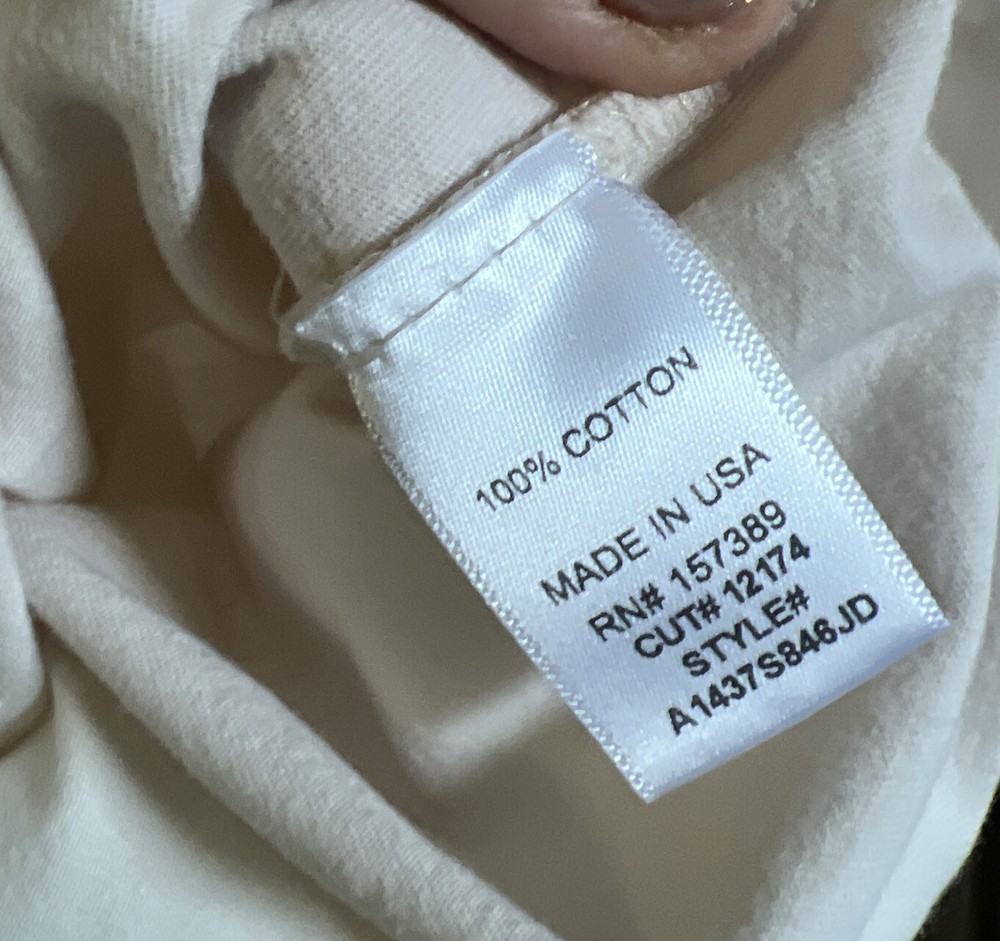 100% COTTON
MADE IN USA
RN# 157389
CUT# 12174
STYLE#
A1437S846JD